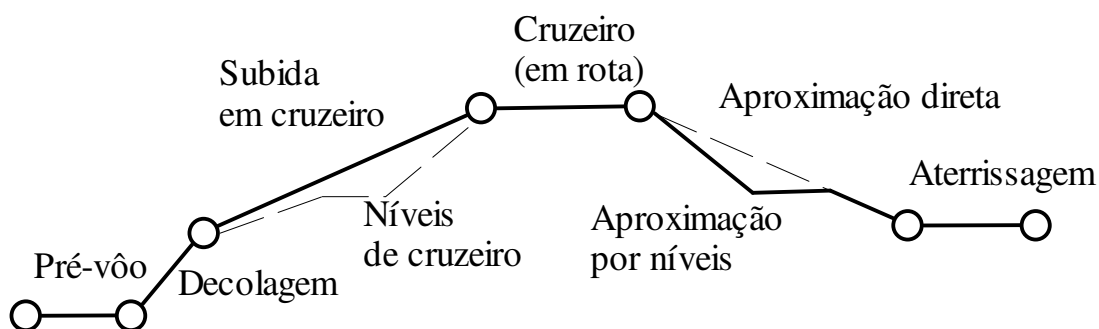 Cruzeiro
(em rota)
Subida
em cruzeiro
Aproximação direta
Aterrissagem
Níveis
de cruzeiro
Aproximação
por níveis
Pré-vôo
Decolagem